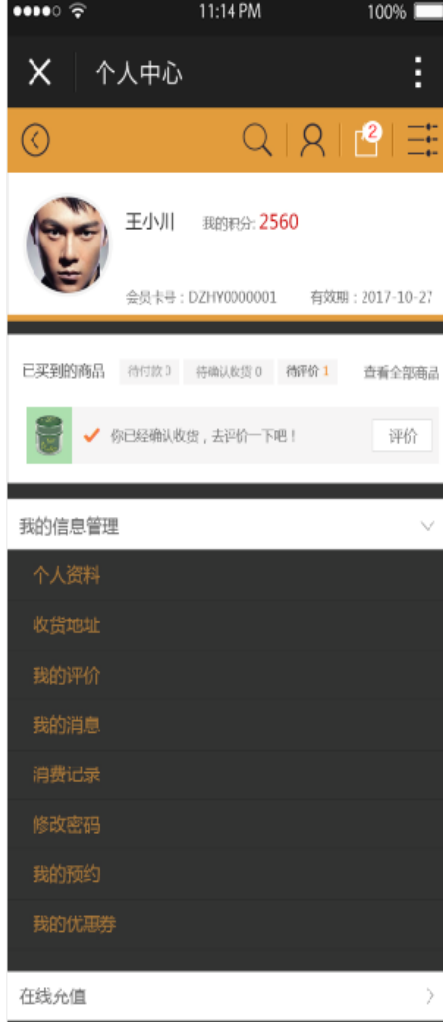 11:14 PM 100%
个人中心
2
王小川 我的积分: 2560
会员卡号：DZHY0000001 有效期：2017-10-27
已买到的商品 待付款 0 待确认收货 0 待评价 1 查看全部商品
你已经确认收货，去评价一下吧！ 评价
我的信息管理
个人资料
收货地址
我的评价
我的消息
消费记录
修改密码
我的预约
我的优惠券
在线充值